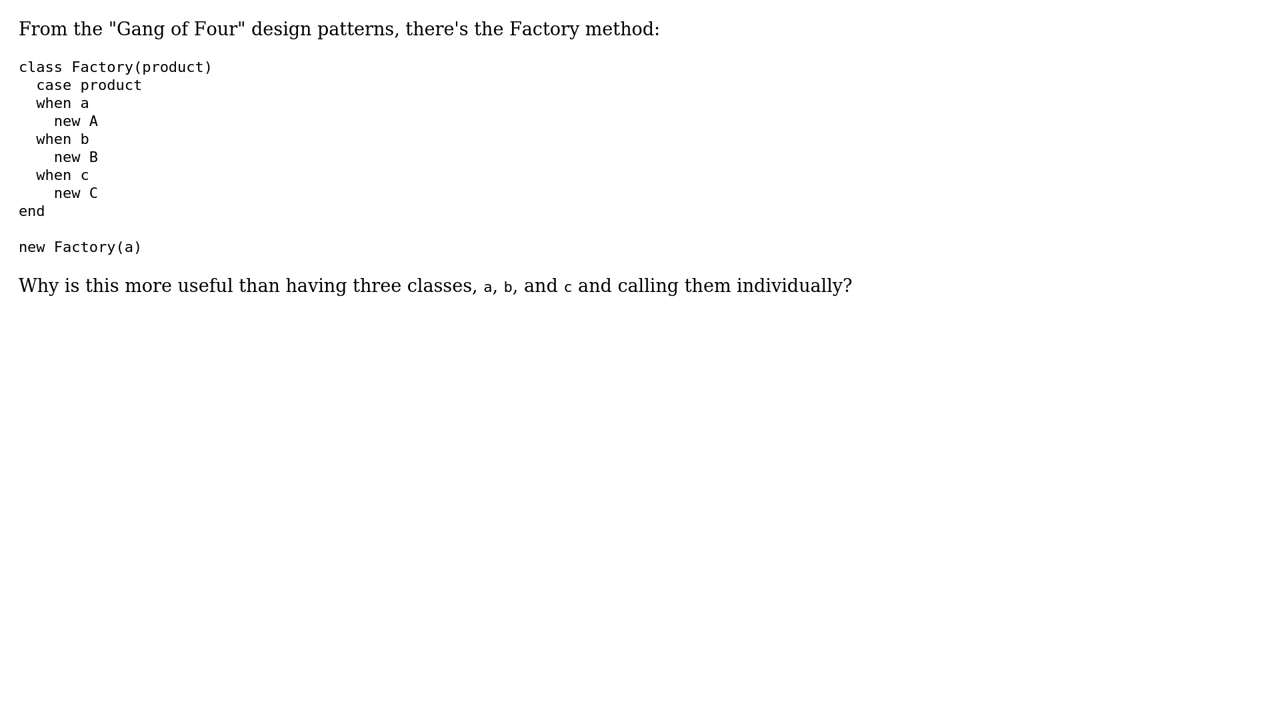 From the "Gang of Four" design patterns, there's the Factory method:
class Factory(product)
  case product
  when a
    new A
  when b
    new B
  when c
    new C
end
new Factory(a)
Why is this more useful than having three classes, a, b, and c and calling them individually?